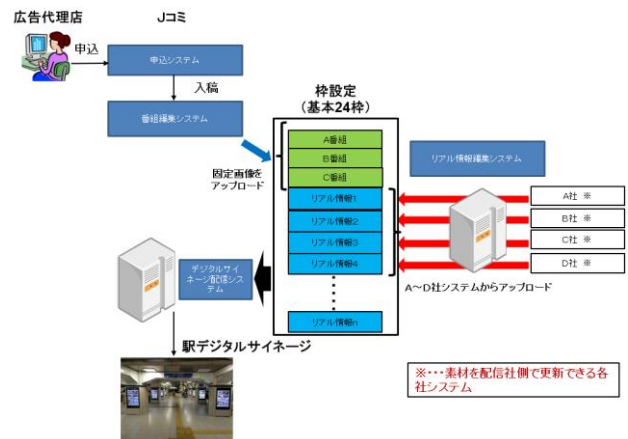 広告代理店
Jコミ
申込
申込システム
入稿
番組編集システム
枠設定
(基本24枠)
固定画像を
アップロード
A番組
B番組
C番組
リアル情報1
リアル情報2
リアル情報3
リアル情報4
リアル情報n
リアル情報編集システム
A社 ※
B社 ※
C社 ※
D社 ※
A～D社システムからアップロード
デジタルサイ
ネージ配信シス
テム
駅デジタルサイネージ
※・・・素材を配信社側で更新できる各
社システム